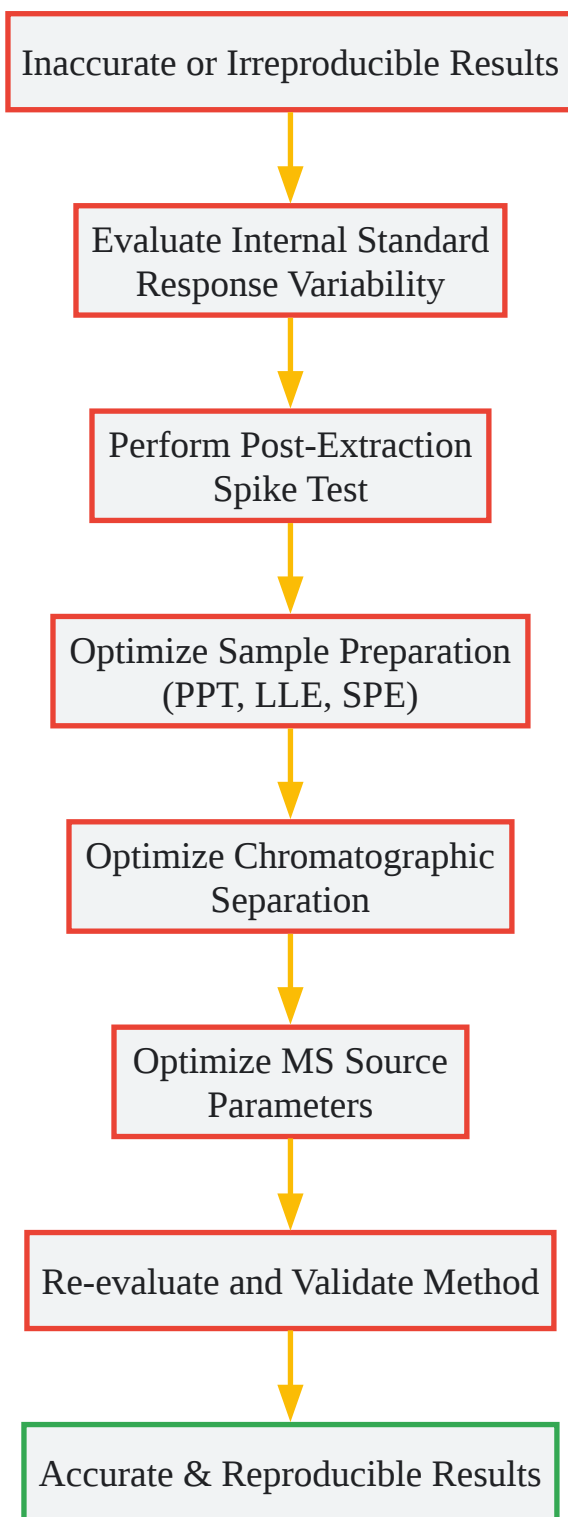 Inaccurate or Irreproducible Results
Evaluate Internal Standard
Response Variability
Perform Post-Extraction
Spike Test
Optimize Sample Preparation
(PPT, LLE, SPE)
Optimize Chromatographic
Separation
Optimize MS Source
Parameters
Re-evaluate and Validate Method
Accurate & Reproducible Results